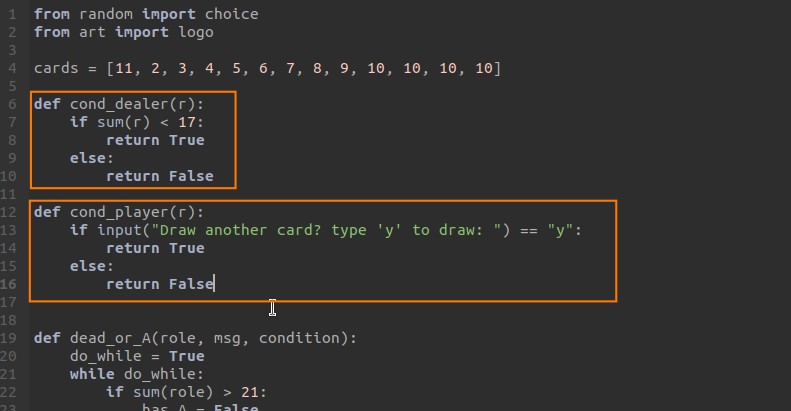 1 from random import choice
2 from art import logo
3
4 cards = [11, 2, 3, 4, 5, 6, 7, 8, 9, 10, 10, 10, 10]
5
6 def cond_dealer(r):
7     if sum(r) < 17:
8         return True
9     else:
10         return False
11
12 def cond_player(r):
13     if input("Draw another card? type 'y' to draw: ") == "y":
14         return True
15     else:
16         return False
17
18
19 def dead_or_A(role, msg, condition):
20     do_while = True
21     while do_while:
22         if sum(role) > 21:
23             has_A = False